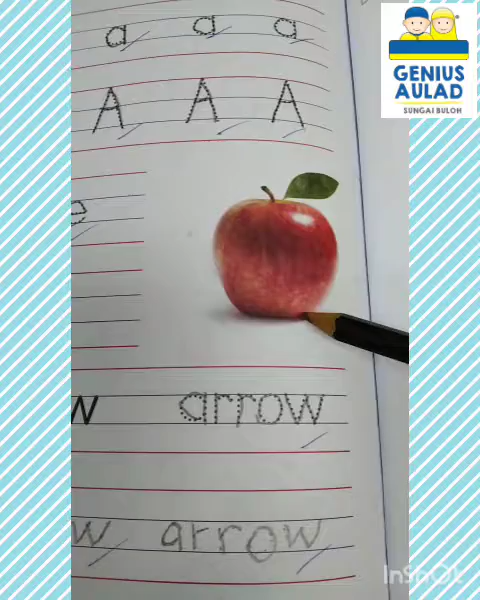 a a a
GENIUS
AULAD
SUNGAI BULOH
A A A
e
w arrow
w arrow
InShOt